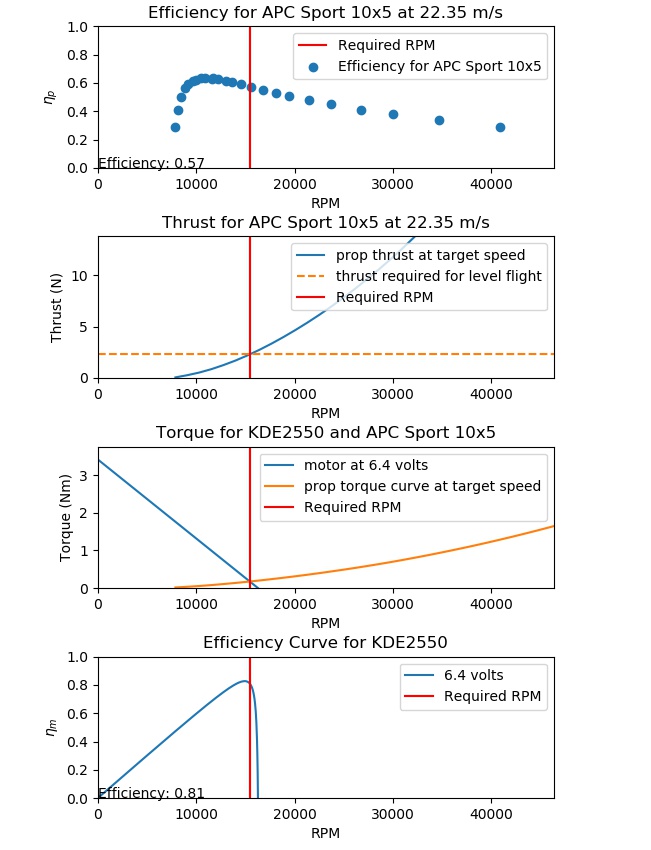 Efficiency for APC Sport 10x5 at 22.35 m/s
1.0
0.8
0.6
0.4
0.2
0.0
ηp
Required RPM
Efficiency for APC Sport 10x5
Efficiency: 0.57
0 10000 20000 30000 40000
RPM
Thrust for APC Sport 10x5 at 22.35 m/s
10
5
0
Thrust (N)
prop thrust at target speed
thrust required for level flight
Required RPM
0 10000 20000 30000 40000
RPM
Torque for KDE2550 and APC Sport 10x5
3
2
1
0
Torque (Nm)
motor at 6.4 volts
prop torque curve at target speed
Required RPM
0 10000 20000 30000 40000
RPM
Efficiency Curve for KDE2550
1.0
0.8
0.6
0.4
0.2
0.0
ηm
6.4 volts
Required RPM
Efficiency: 0.81
0 10000 20000 30000 40000
RPM